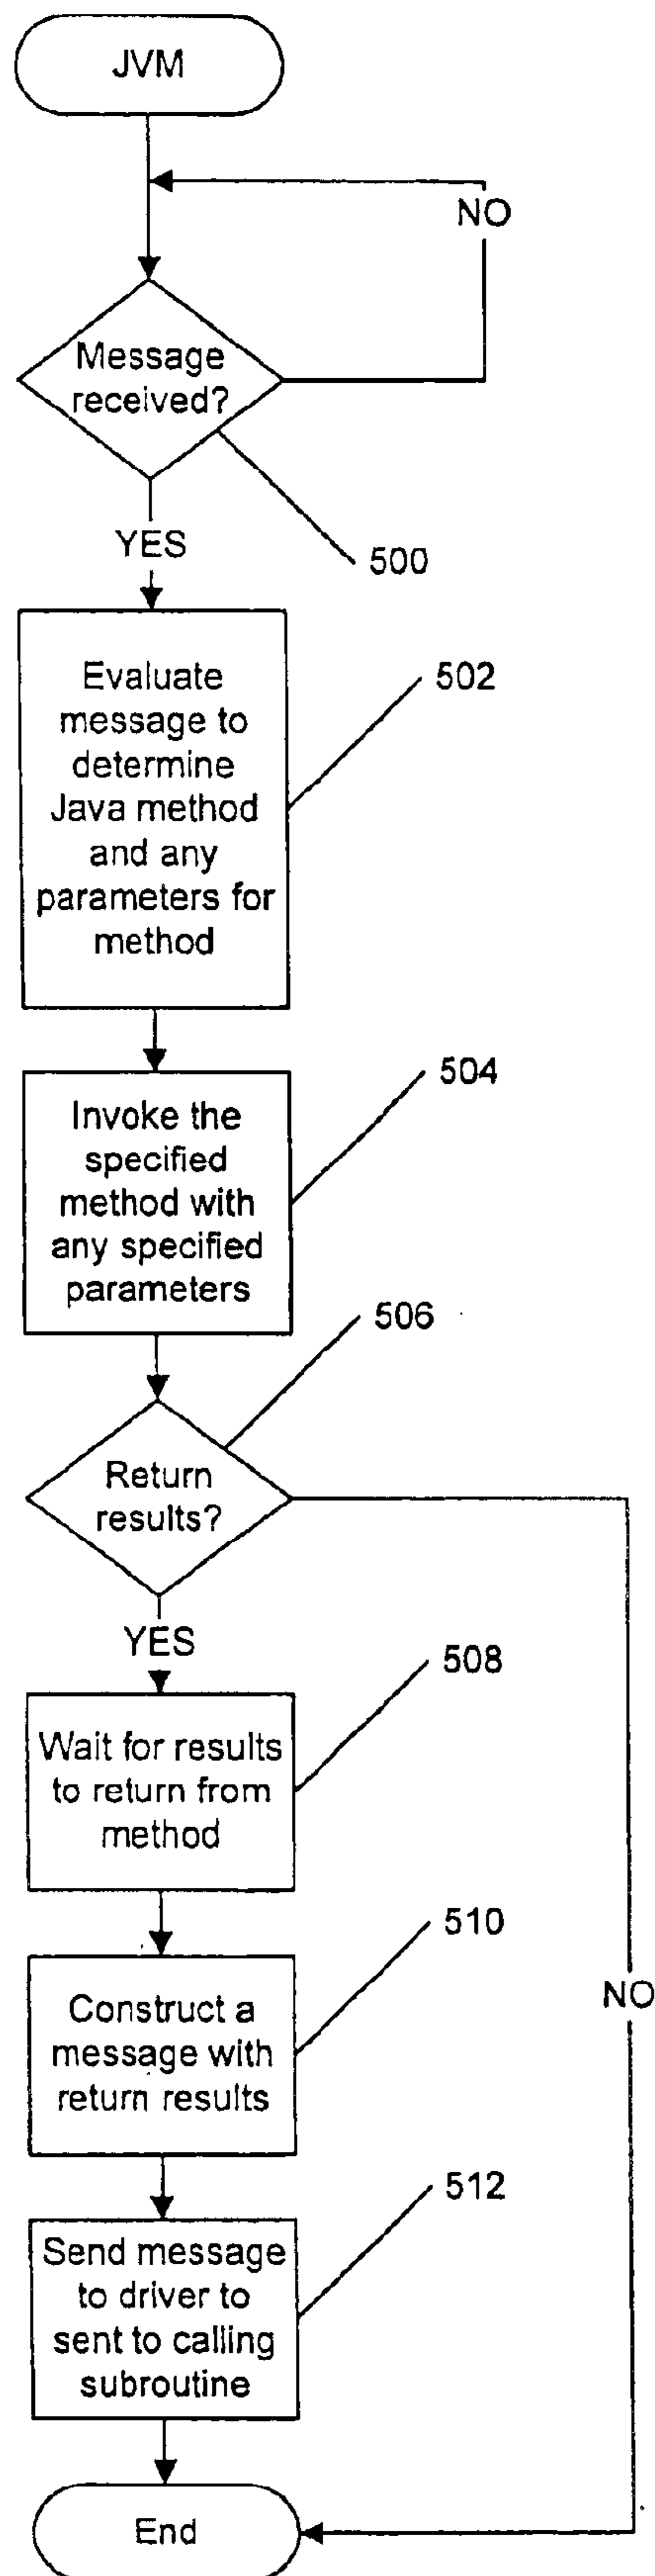 JVM
NO
Message
received?
YES
500
Evaluate
message to
determine
Java method
and any
parameters for
method
502
Invoke the
specified
method with
any specified
parameters
504
506
Return
results?
YES
508
Wait for results
to return from
method
510
NO
Construct a
message with
return results
512
Send message
to driver to
sent to calling
subroutine
End